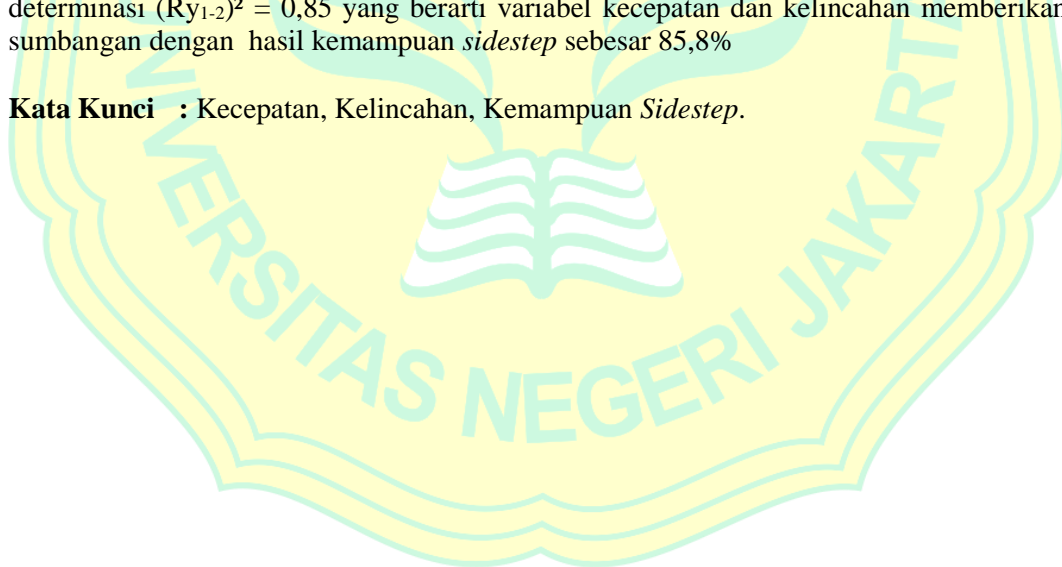 determinasi (Ry₁₋₂)² = 0,85 yang berarti variabel kecepatan dan kelincahan memberikan
sumbangan dengan hasil kemampuan sidestep sebesar 85,8%
Kata Kunci : Kecepatan, Kelincahan, Kemampuan Sidestep.
UNIVERSITAS NEGERI JAKARTA